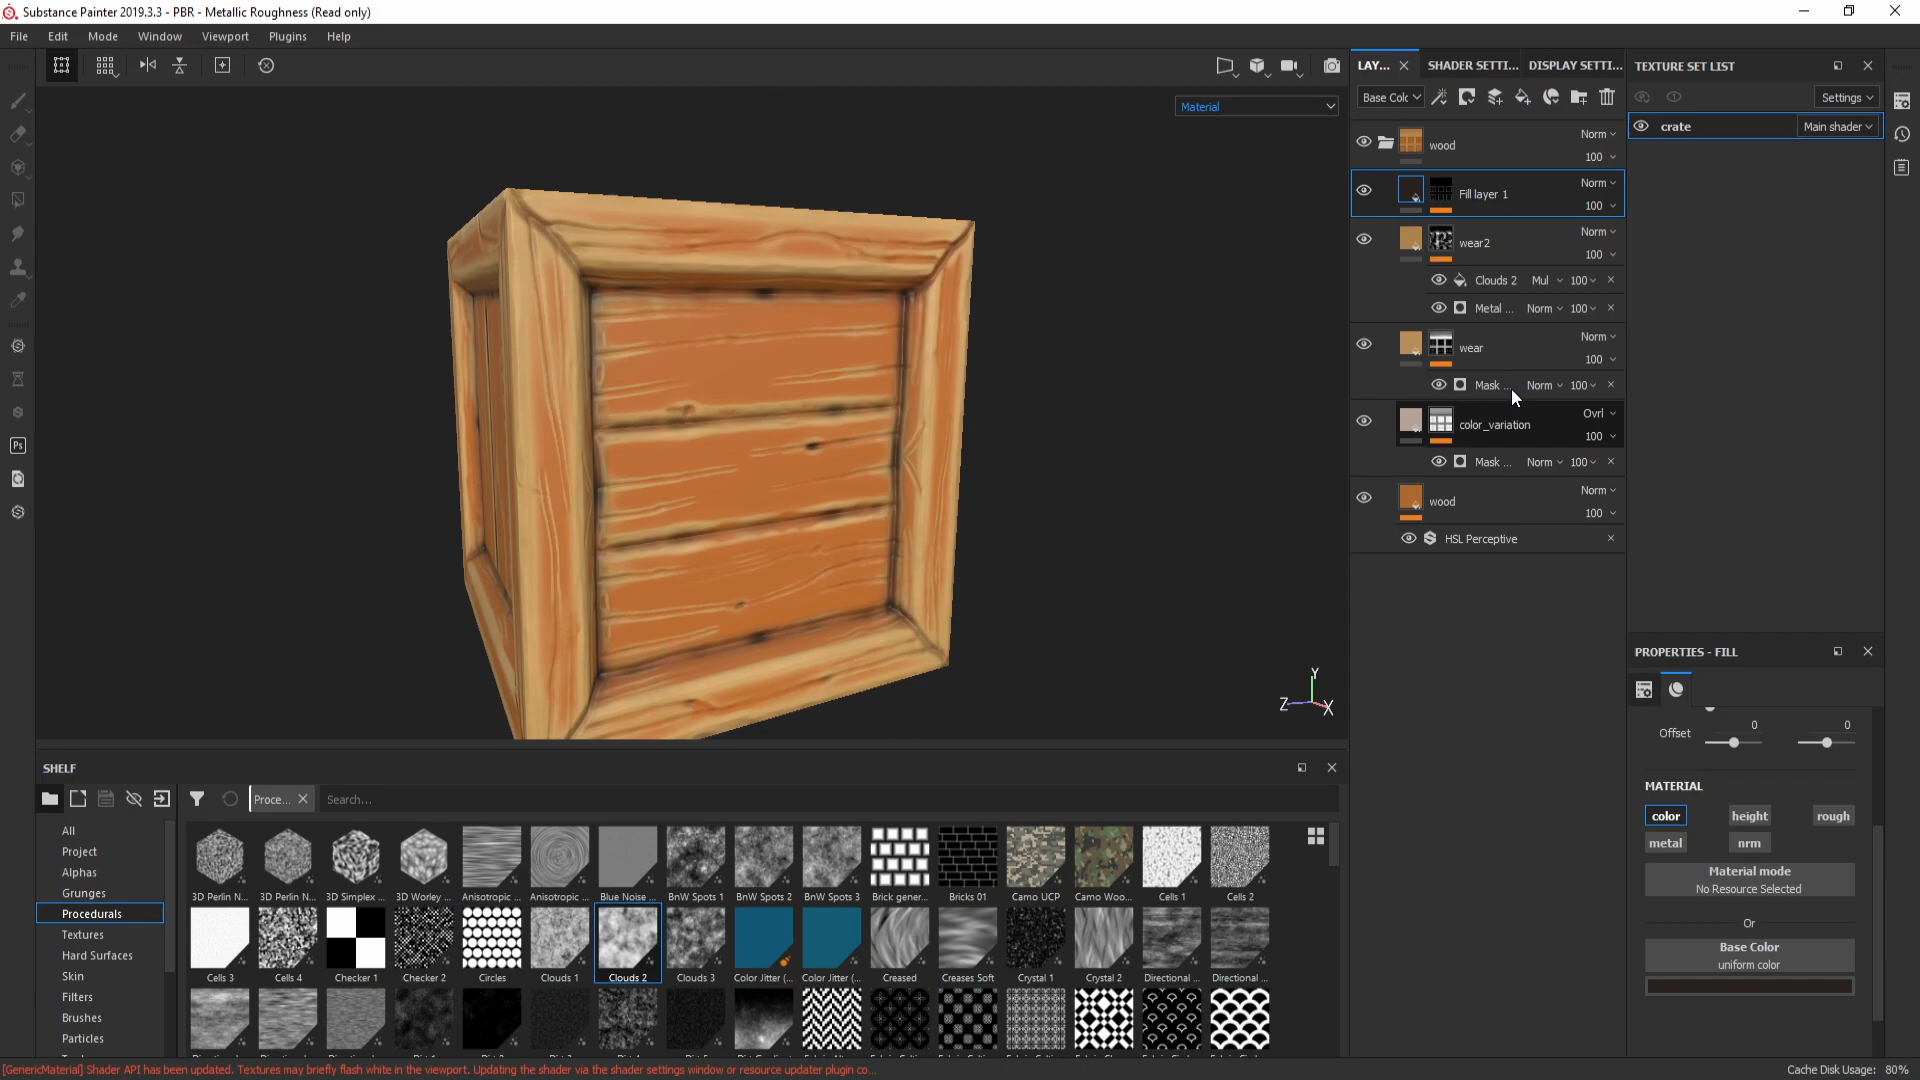 Substance Painter 2019.3.3 - PBR - Metallic Roughness (Read only)
File Edit Mode Window Viewport Plugins Help
Material
LAY... SHADER SETTI... DISPLAY SETTI...
Base Colc
wood Norm 100
Fill layer 1 Norm 100
wear2 Norm 100
Clouds 2 Mul 100
Metal ... Norm 100
wear Norm 100
Mask ... Norm 100
color_variation Ovrl 100
Mask ... Norm 100
wood Norm 100
HSL Perceptive
TEXTURE SET LIST
Settings
crate Main shader
Y
Z X
Ps
PROPERTIES - FILL
Offset 0 0
MATERIAL
color height rough
metal nrm
Material mode
No Resource Selected
Or
Base Color
uniform color
SHELF
Proce... Search...
All
Project
Alphas
Grunges
Procedurals
Textures
Hard Surfaces
Skin
Filters
Brushes
Particles
3D Perlin N... 3D Perlin N... 3D Simplex ... 3D Worley ... Anisotropic ... Anisotropic ... Blue Noise ... BnW Spots 1 BnW Spots 2 BnW Spots 3 Brick gener... Bricks 01 Camo UCP Camo Woo... Cells 1 Cells 2
Cells 3 Cells 4 Checker 1 Checker 2 Circles Clouds 1 Clouds 2 Clouds 3 Color Jitter (... Color Jitter (... Creased Creases Soft Crystal 1 Crystal 2 Directional ... Directional ...
[GenericMaterial] Shader API has been updated. Textures may briefly flash white in the viewport. Updating the shader via the shader settings window or resource updater plugin co...
Cache Disk Usage: 80%